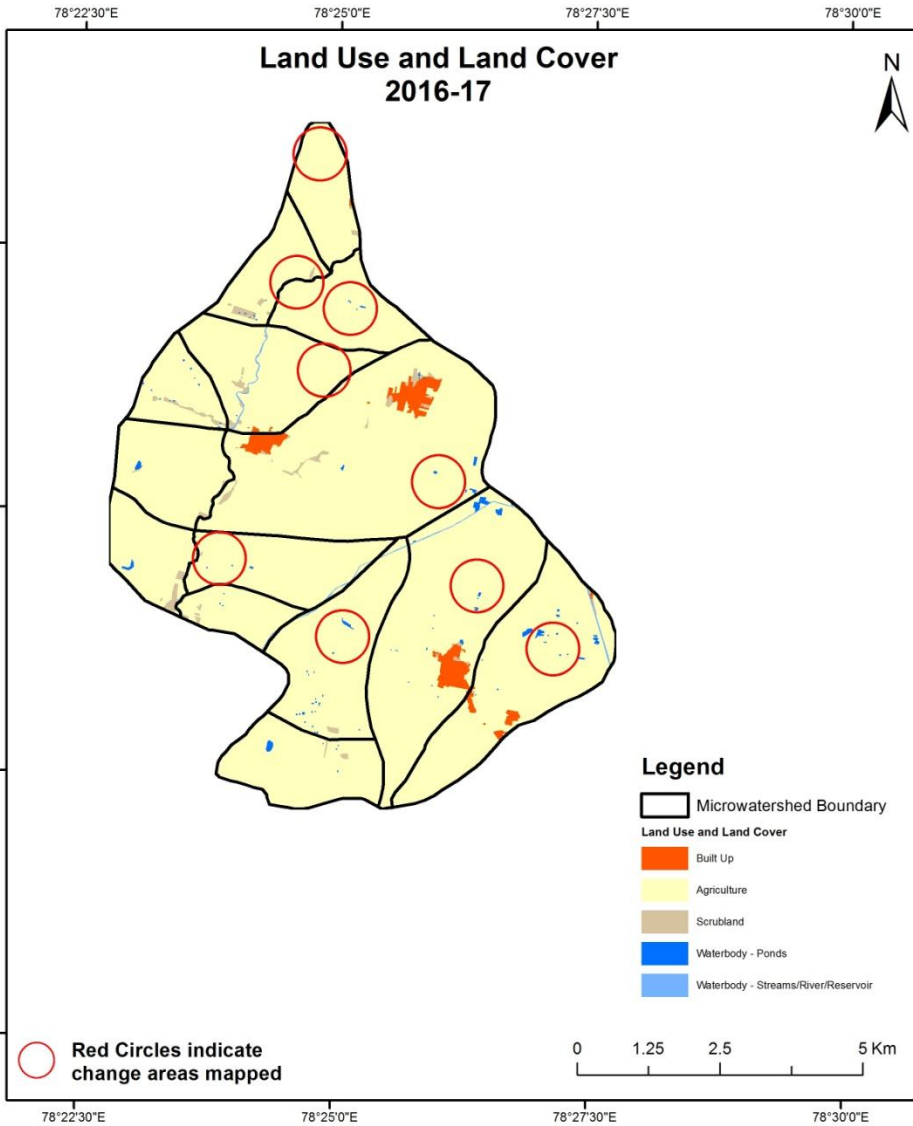 78°22'30"E 78°25'0"E 78°27'30"E 78°30'0"E
Land Use and Land Cover
2016-17
N
Legend
Microwatershed Boundary
Land Use and Land Cover
Built Up
Agriculture
Scrubland
Waterbody - Ponds
Waterbody - Streams/River/Reservoir
Red Circles indicate
change areas mapped
0 1.25 2.5 5 Km
78°22'30"E 78°25'0"E 78°27'30"E 78°30'0"E